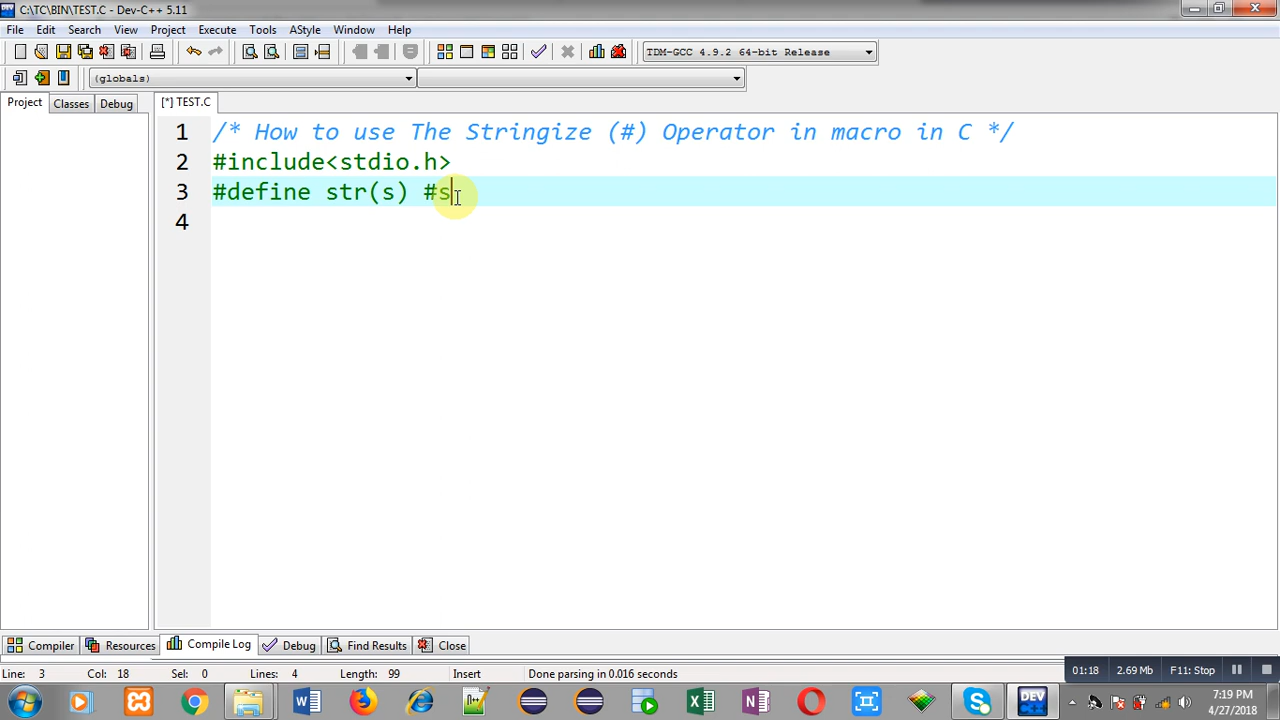 C:\TC\BIN\TEST.C - Dev-C++ 5.11
File Edit Search View Project Execute Tools AStyle Window Help
TDM-GCC 4.9.2 64-bit Release
(globals)
Project Classes Debug [*] TEST.C
1 /* How to use The Stringize (#) Operator in macro in C */
2 #include<stdio.h>
3 #define str(s) #s
4
Compiler Resources Compile Log Debug Find Results Close
Line: 3 Col: 18 Sel: 0 Lines: 4 Length: 99 Insert Done parsing in 0.016 seconds
01:18 2.69 Mb F11: Stop
7:19 PM
4/27/2018